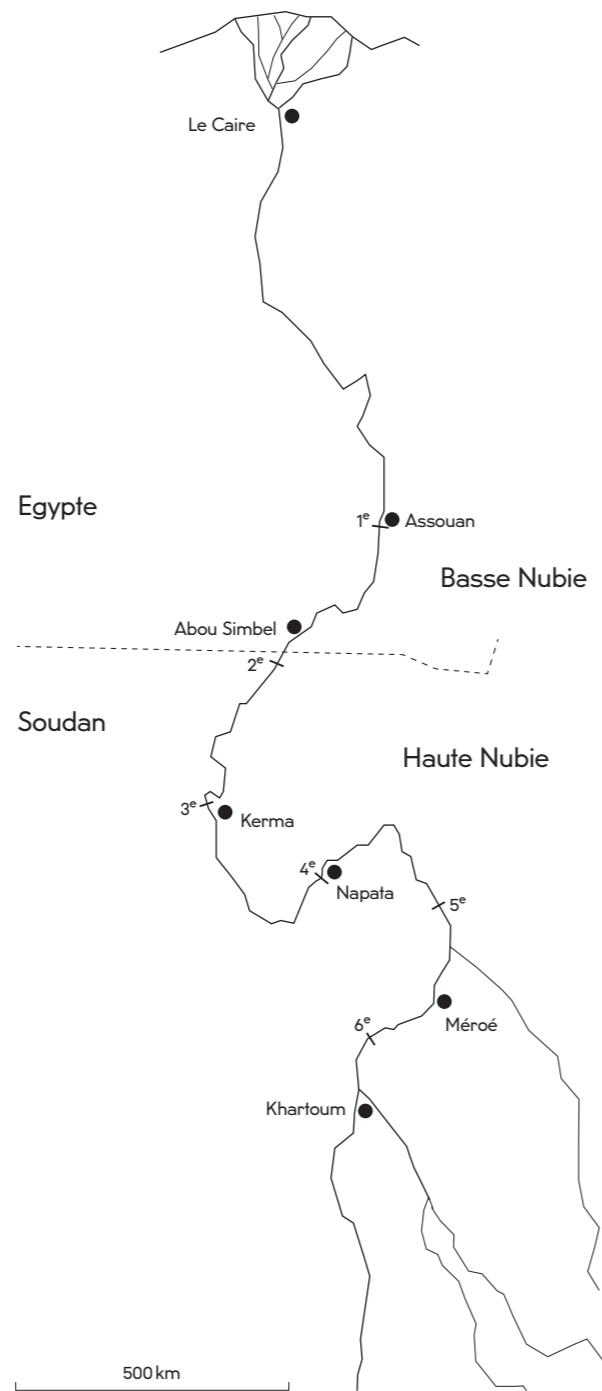 Le Caire
Egypte
1e
Assouan
Basse Nubie
Abou Simbel
2e
Soudan
Haute Nubie
3e
Kerma
4e
Napata
5e
Méroé
6e
Khartoum
500 km